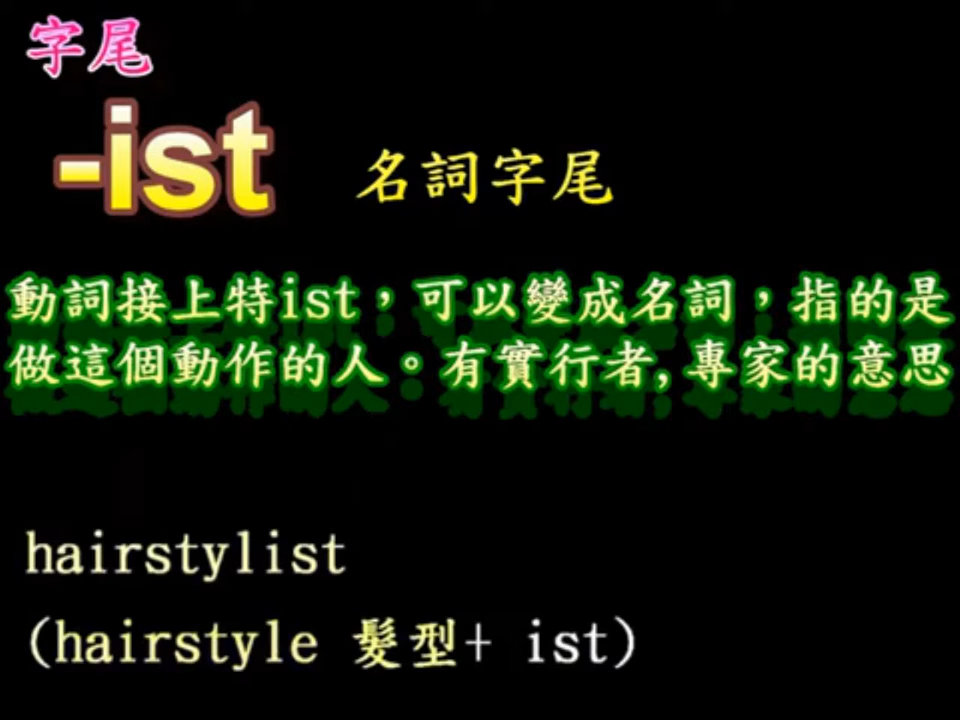 字尾
-ist 名詞字尾
動詞接上特ist，可以變成名詞，指的是
做這個動作的人。有實行者,專家的意思
hairstylist
(hairstyle 髮型+ ist)